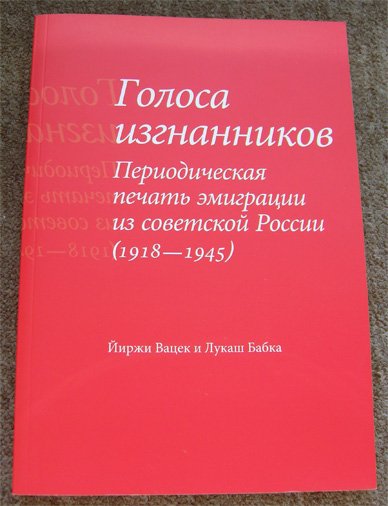 Голоса
изгнанников
Периодическая
печать эмиграции
из советской России
(1918—1945)
Йиржи Вацек и Лукаш Бабка